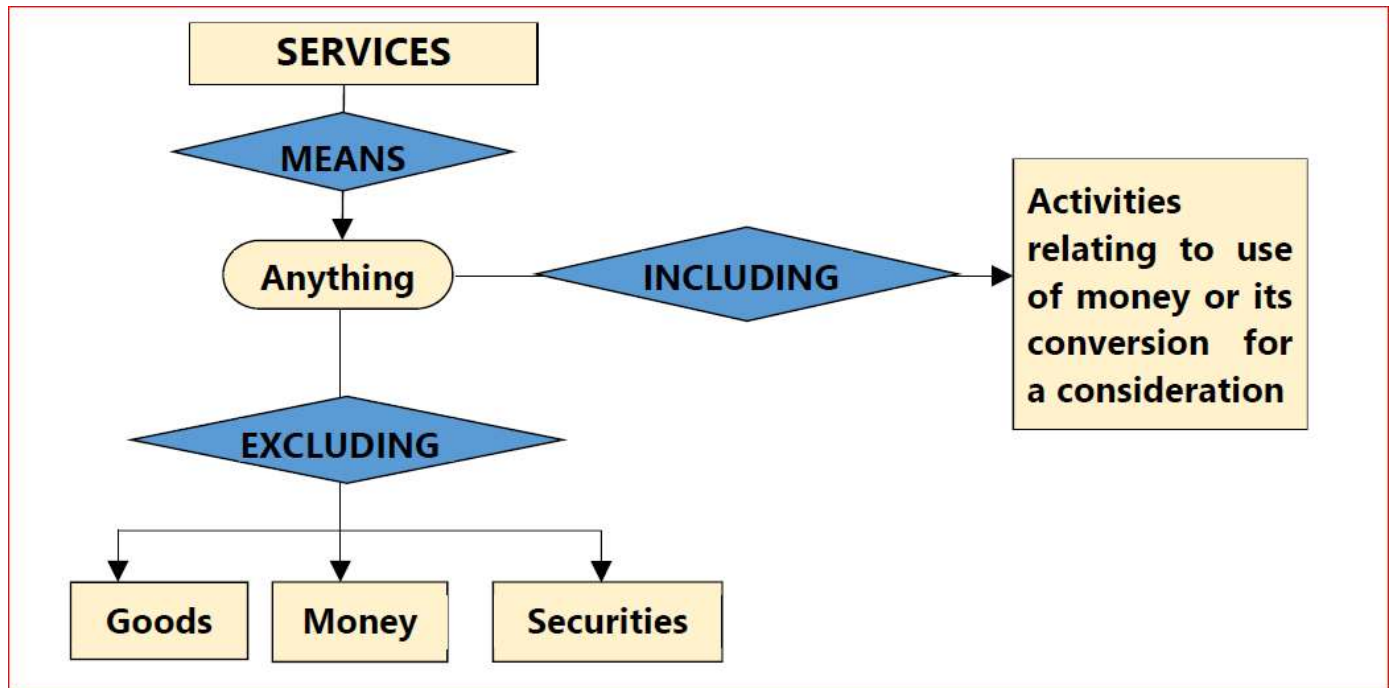 SERVICES
MEANS
Anything
INCLUDING
Activities
relating to use
of money or its
conversion for
a consideration
EXCLUDING
Goods
Money
Securities